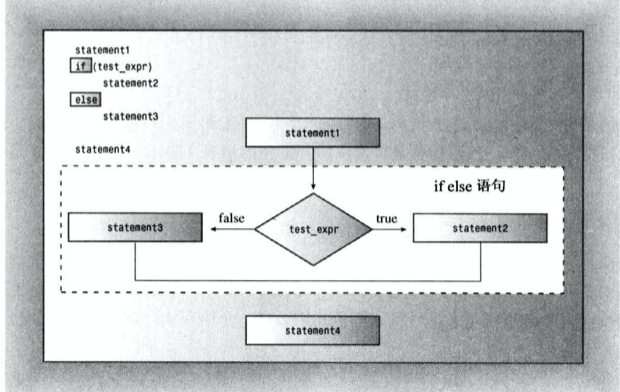 statement1
if (test_expr)
statement2
else
statement3
statement4
statement1
if else 语句
false
true
statement3
test_expr
statement2
statement4